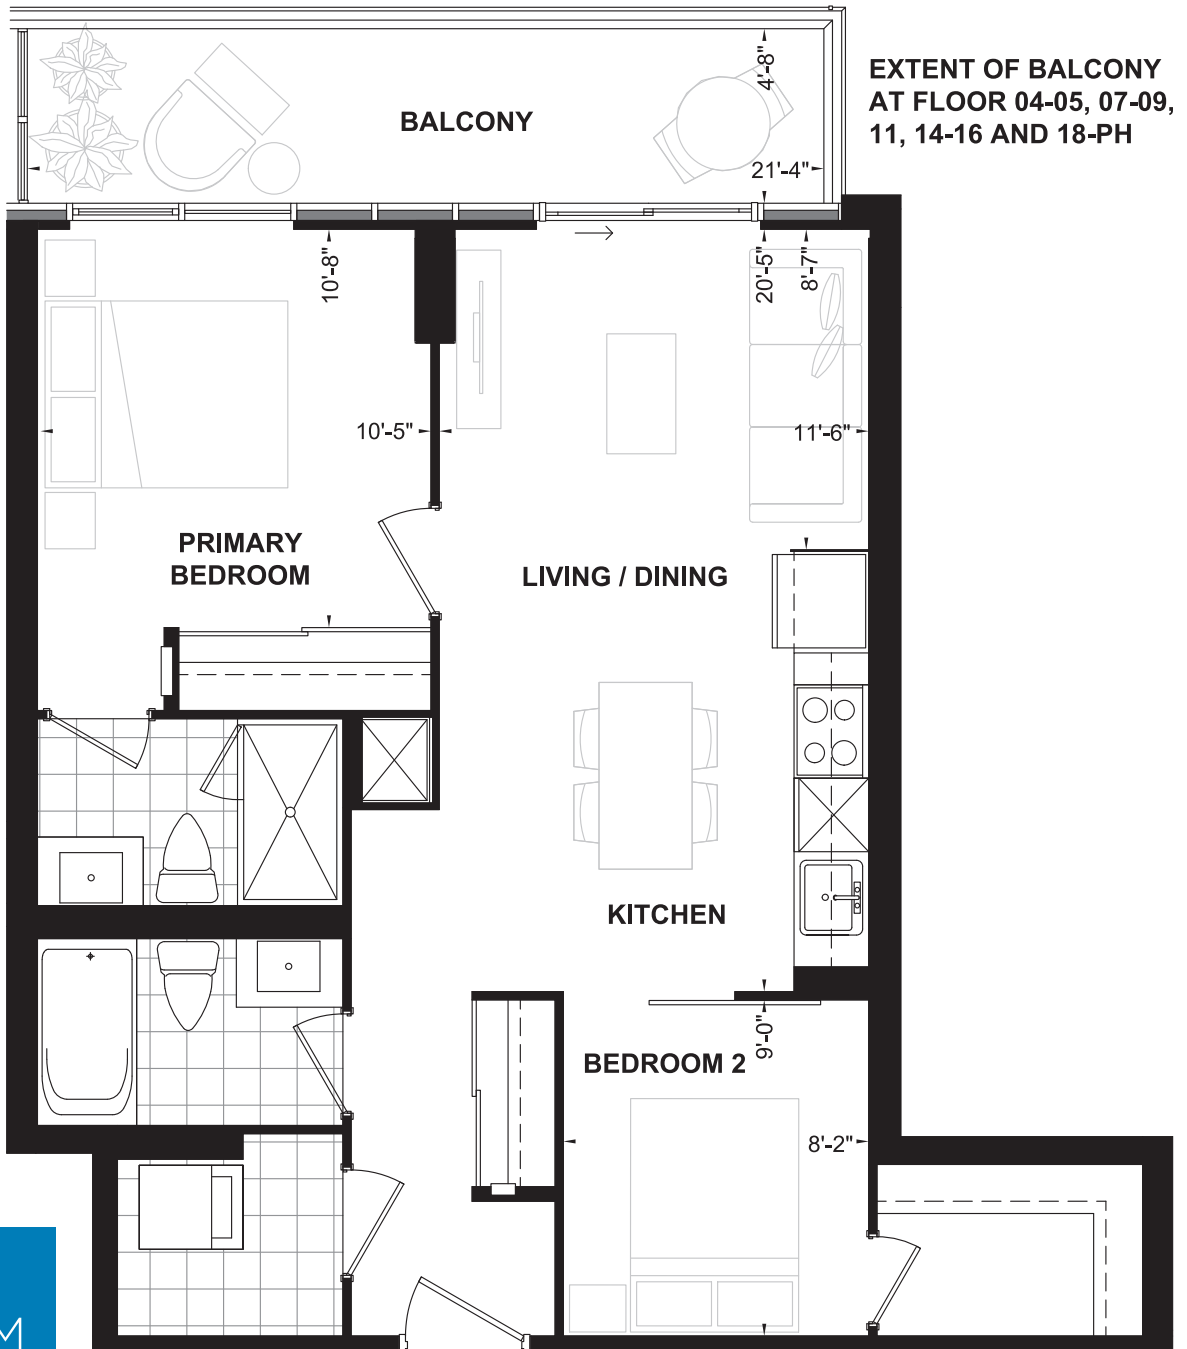 4'-8"
EXTENT OF BALCONY
AT FLOOR 04-05, 07-09,
11, 14-16 AND 18-PH
BALCONY
21'-4"
10'-8"
20'-5"
8'-7"
10'-5"
11'-6"
PRIMARY
BEDROOM
LIVING / DINING
KITCHEN
9'-0"
BEDROOM 2
8'-2"
M